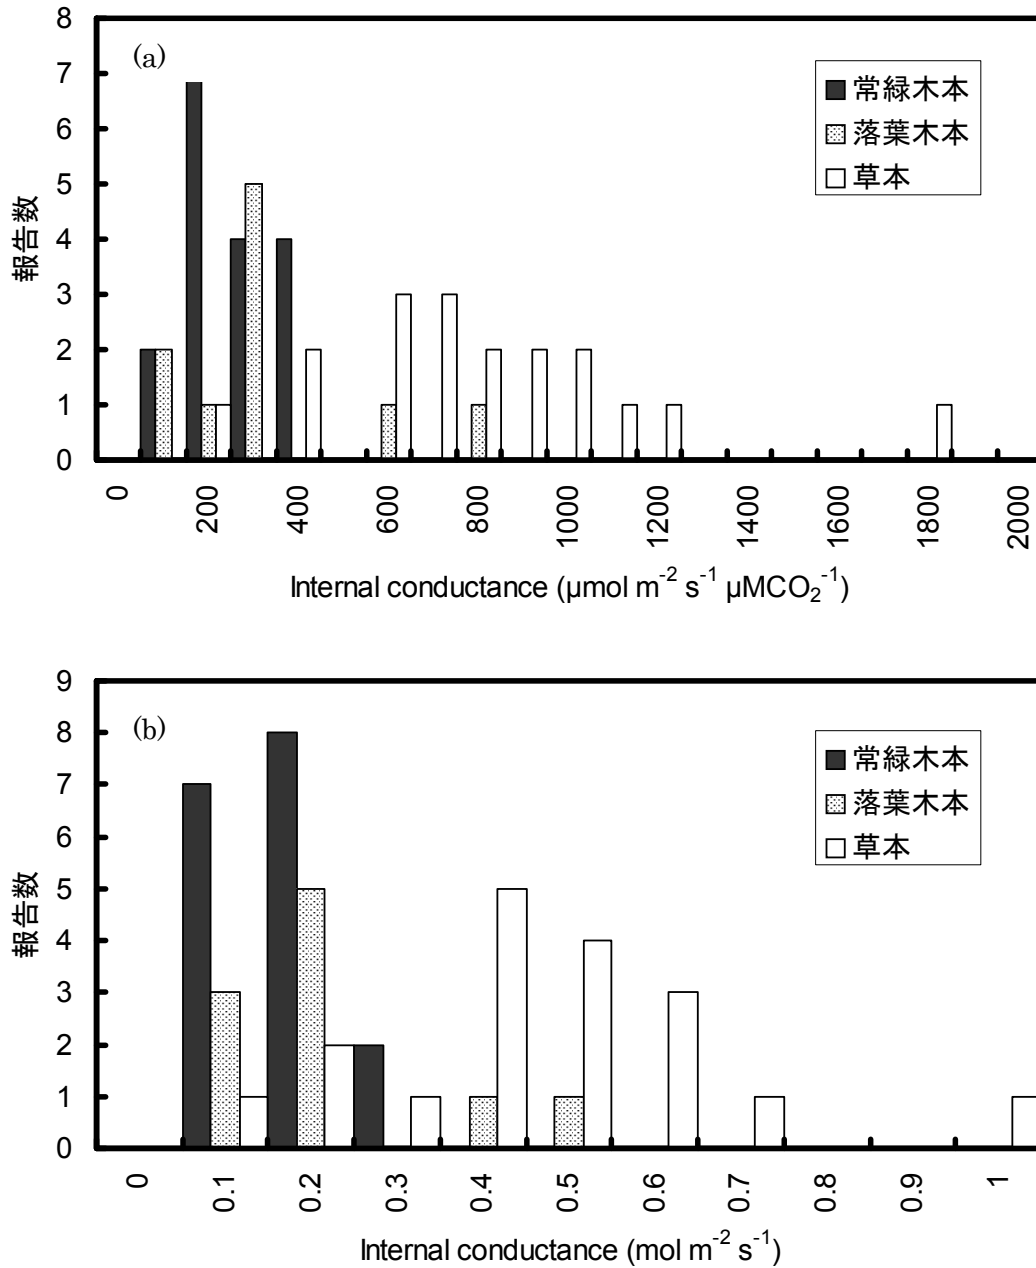 (a)
8
7
6
5
4
3
2
1
0
報告数
常緑木本
落葉木本
草本
0 200 400 600 800 1000 1200 1400 1600 1800 2000
Internal conductance (µmol m-2 s-1 µMCO2-1)
(b)
9
8
7
6
5
4
3
2
1
0
報告数
常緑木本
落葉木本
草本
0 0.1 0.2 0.3 0.4 0.5 0.6 0.7 0.8 0.9 1
Internal conductance (mol m-2 s-1)